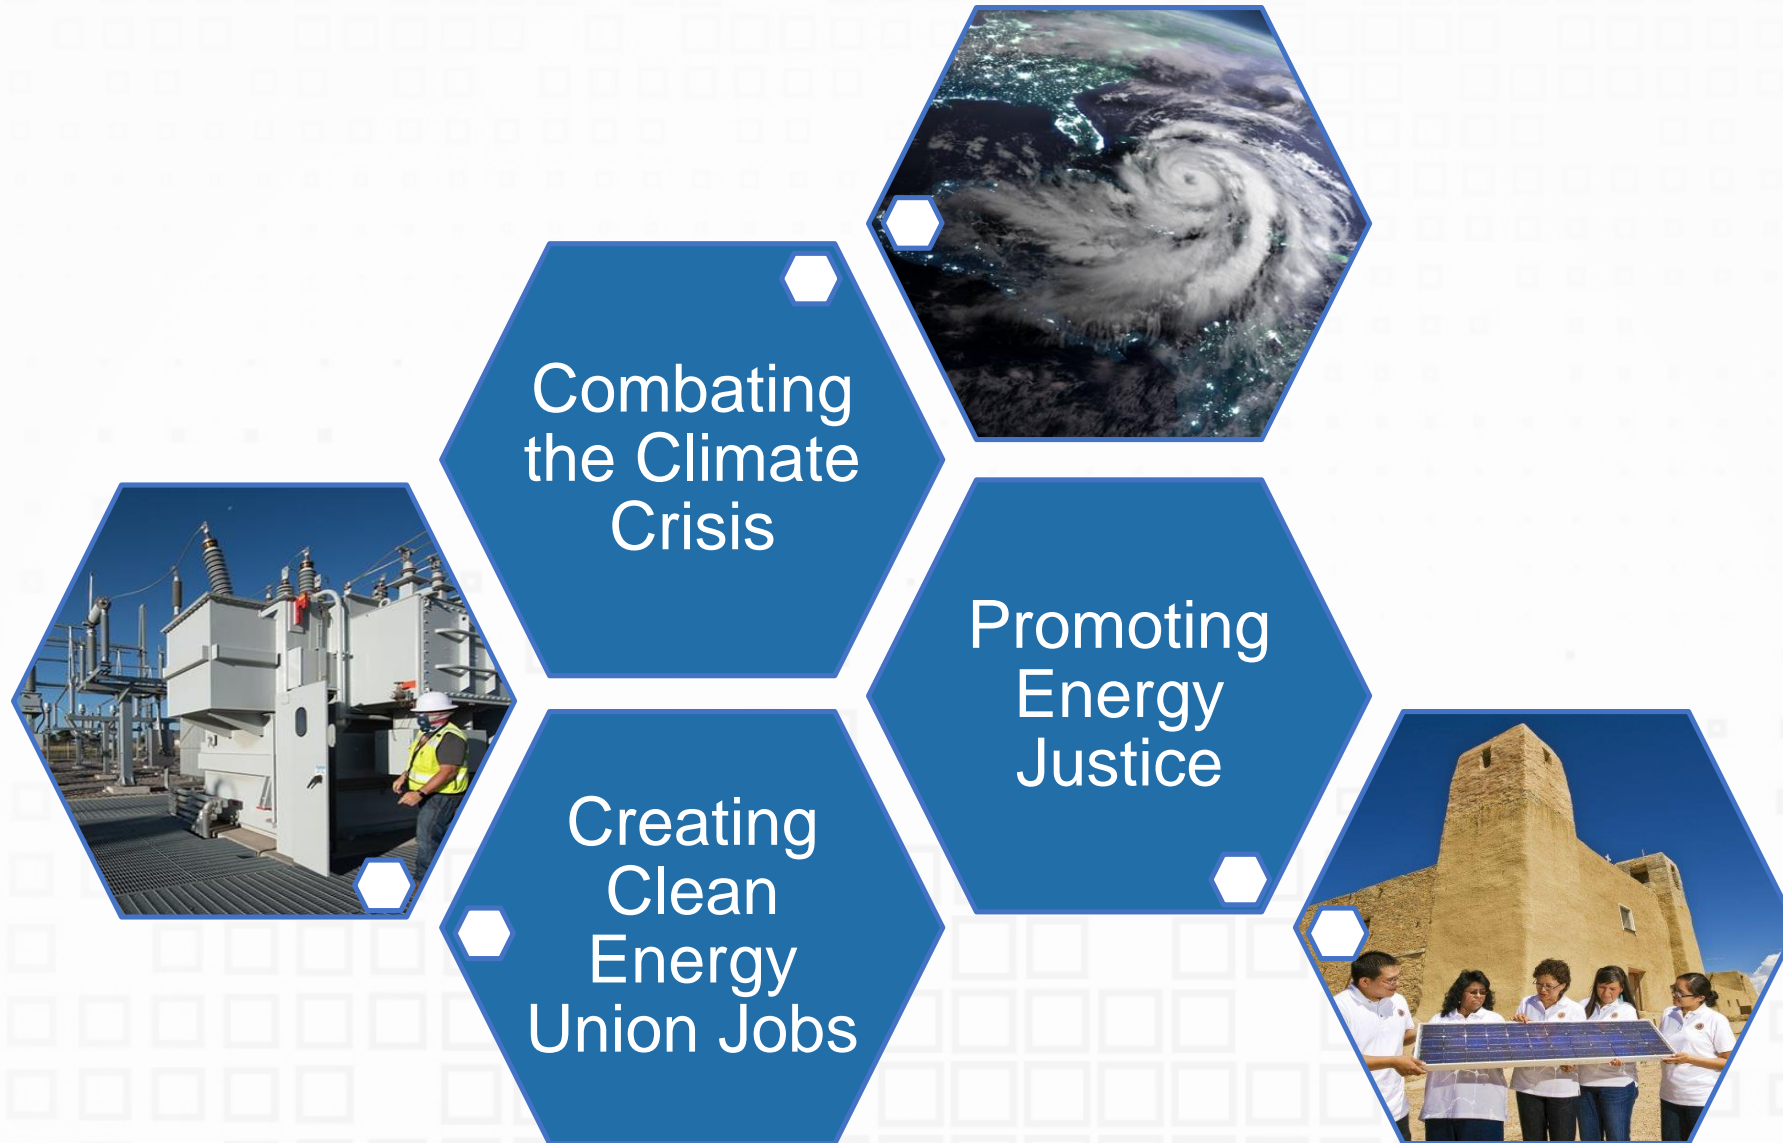 Combating
the Climate
Crisis
Promoting
Energy
Justice
Creating
Clean
Energy
Union Jobs